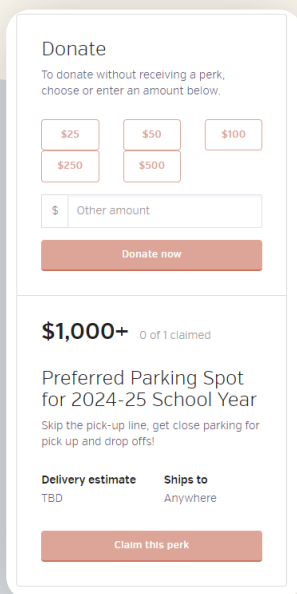 Donate
To donate without receiving a perk,
choose or enter an amount below.
$25 $50 $100
$250 $500
$ Other amount
Donate now
$1,000+ 0 of 1 claimed
Preferred Parking Spot
for 2024-25 School Year
Skip the pick-up line, get close parking for
pick up and drop offs!
Delivery estimate Ships to
TBD Anywhere
Claim this perk